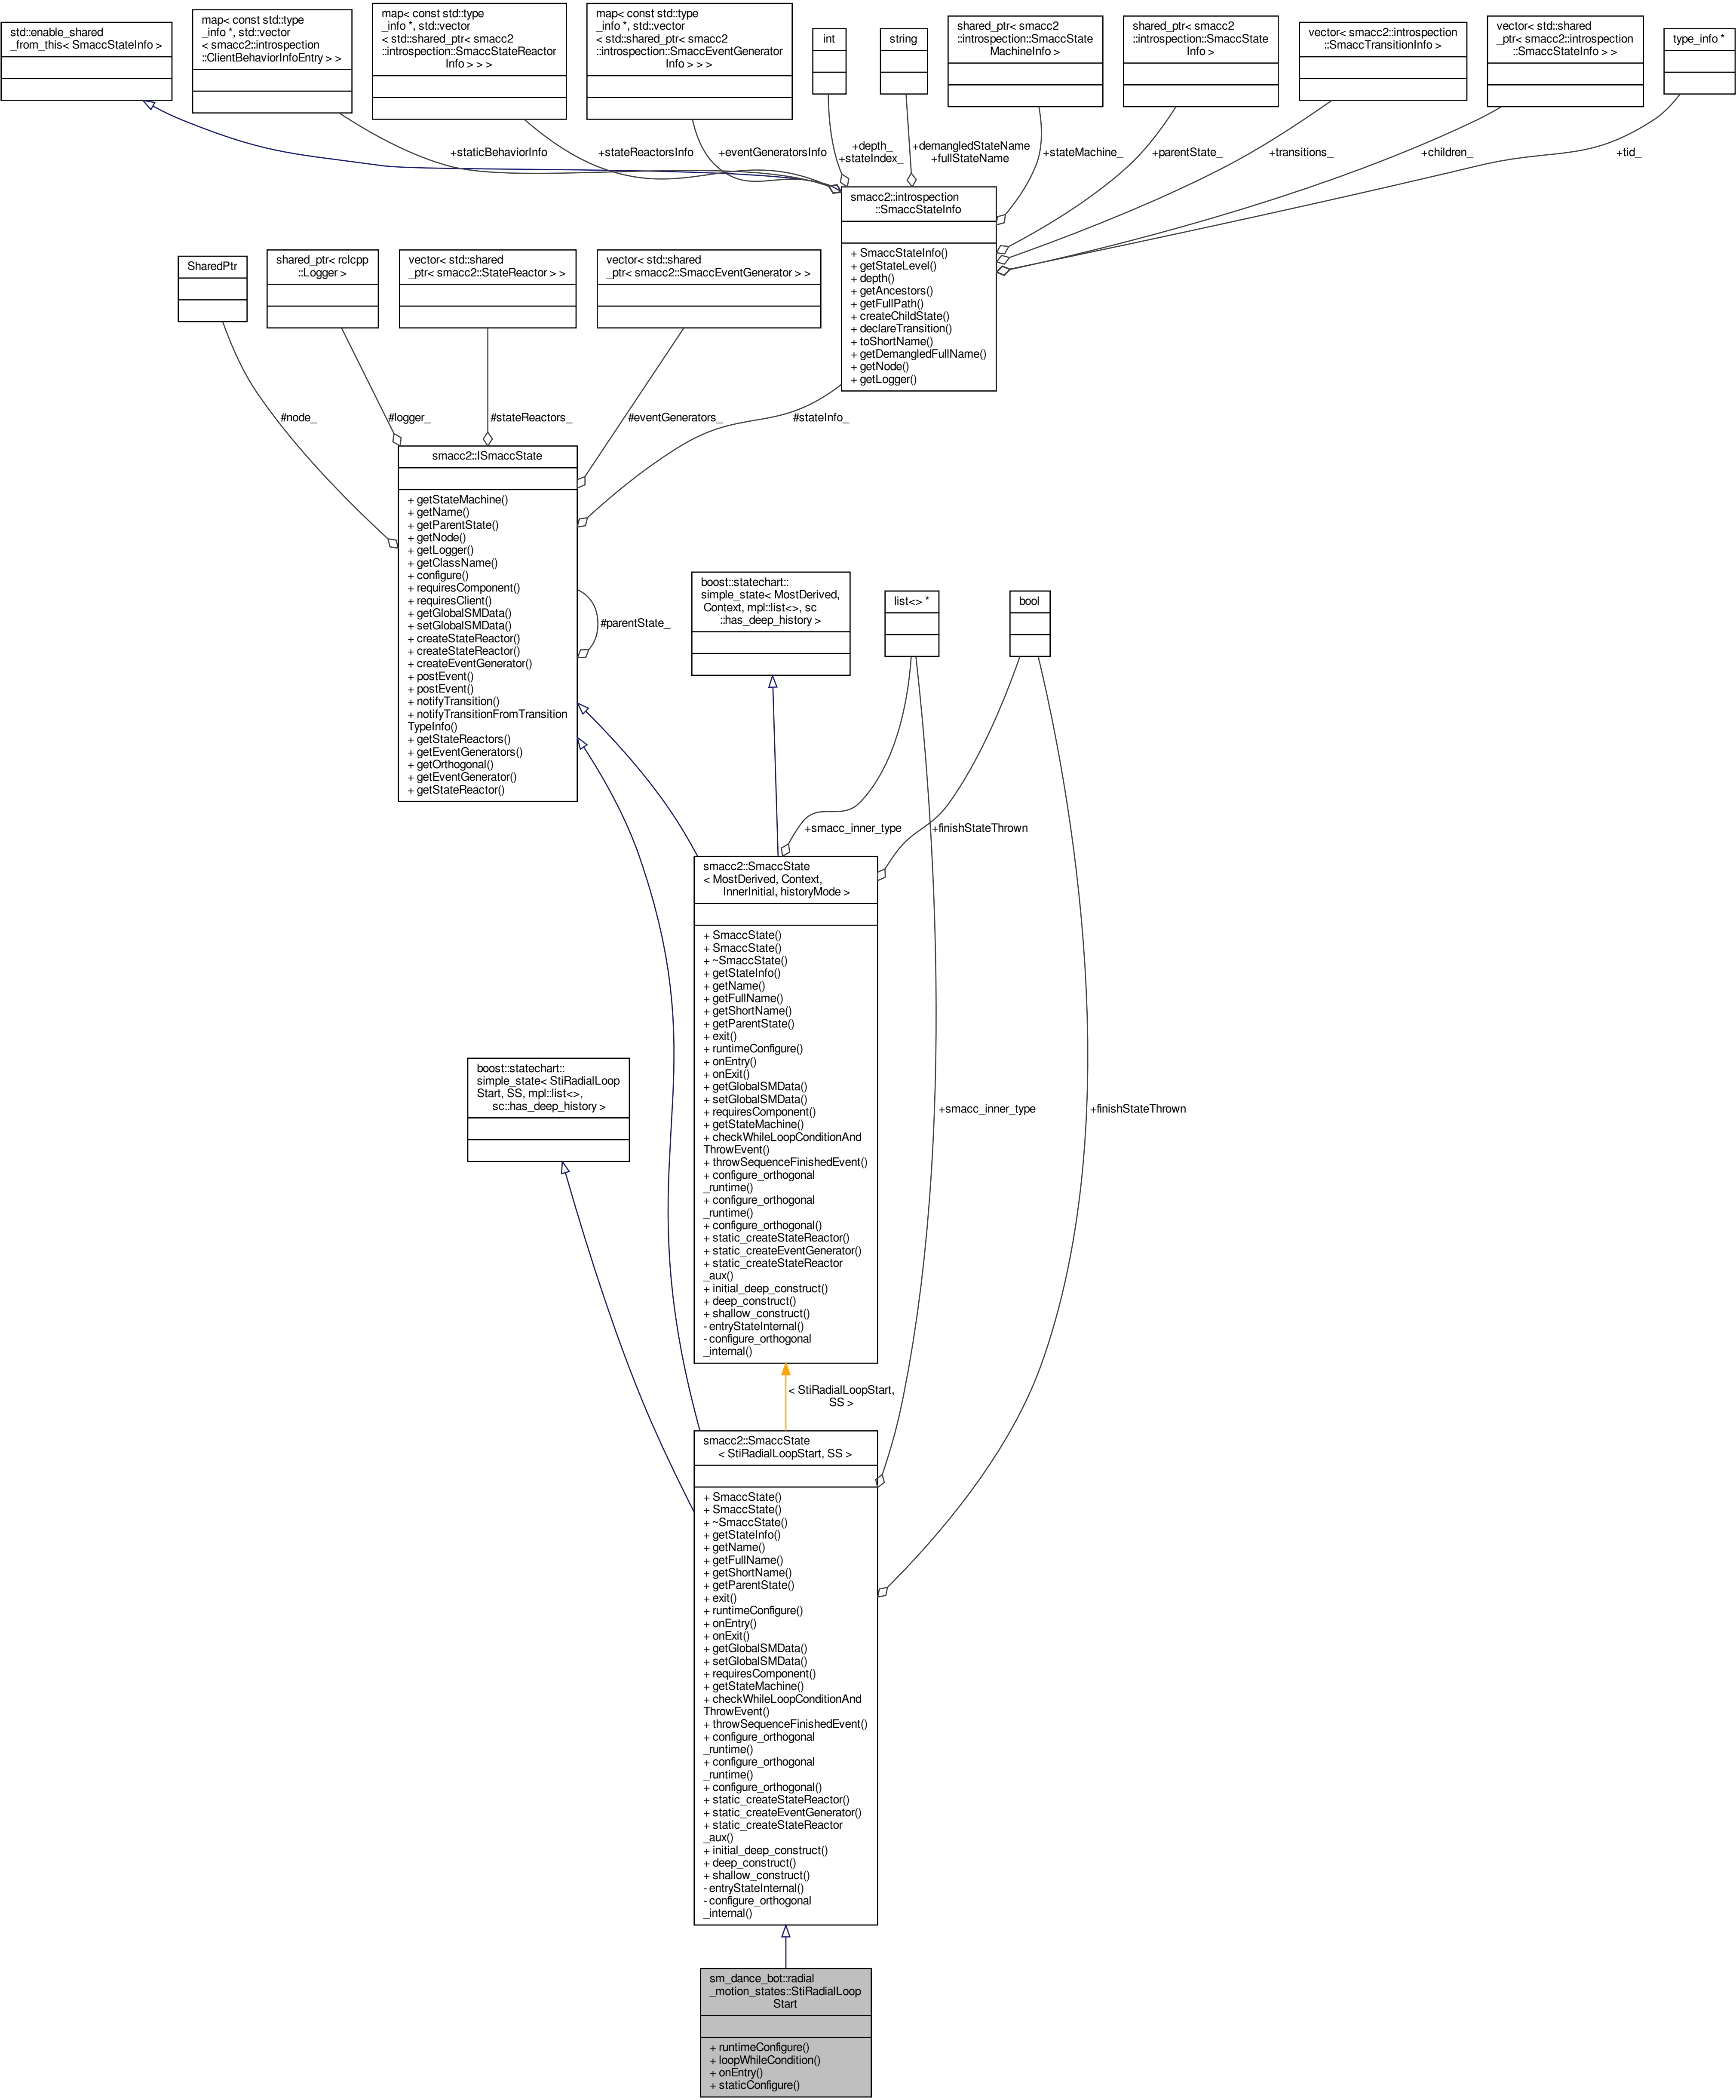 std::enable_shared
_from_this< SmaccStateInfo >
map< const std::type
_info *, std::vector
< smacc2::introspection
::ClientBehaviorInfoEntry > >
map< const std::type
_info *, std::vector
< std::shared_ptr< smacc2
::introspection::SmaccStateReactor
Info > > >
map< const std::type
_info *, std::vector
< std::shared_ptr< smacc2
::introspection::SmaccEventGenerator
Info > > >
int
string
shared_ptr< smacc2
::introspection::SmaccState
MachineInfo >
shared_ptr< smacc2
::introspection::SmaccState
Info >
vector< smacc2::introspection
::SmaccTransitionInfo >
vector< std::shared
_ptr< smacc2::introspection
::SmaccStateInfo > >
type_info *
+staticBehaviorInfo
+stateReactorsInfo
+eventGeneratorsInfo
+depth_
+stateIndex_
+demangledStateName
+fullStateName
+stateMachine_
+parentState_
+transitions_
+children_
+tid_
smacc2::introspection
::SmaccStateInfo
+ SmaccStateInfo()
+ getStateLevel()
+ depth()
+ getAncestors()
+ getFullPath()
+ createChildState()
+ declareTransition()
+ toShortName()
+ getDemangledFullName()
+ getNode()
+ getLogger()
SharedPtr
shared_ptr< rclcpp
::Logger >
vector< std::shared
_ptr< smacc2::StateReactor > >
vector< std::shared
_ptr< smacc2::SmaccEventGenerator > >
#node_
#logger_
#stateReactors_
#eventGenerators_
#stateInfo_
smacc2::ISmaccState
+ getStateMachine()
+ getName()
+ getParentState()
+ getNode()
+ getLogger()
+ getClassName()
+ configure()
+ requiresComponent()
+ requiresClient()
+ getGlobalSMData()
+ setGlobalSMData()
+ createStateReactor()
+ createStateReactor()
+ createEventGenerator()
+ postEvent()
+ postEvent()
+ notifyTransition()
+ notifyTransitionFromTransition
TypeInfo()
+ getStateReactors()
+ getEventGenerators()
+ getOrthogonal()
+ getEventGenerator()
+ getStateReactor()
#parentState_
boost::statechart::
simple_state< MostDerived,
Context, mpl::list<>, sc
::has_deep_history >
list<> *
bool
+smacc_inner_type
+finishStateThrown
smacc2::SmaccState
< MostDerived, Context,
InnerInitial, historyMode >
+ SmaccState()
+ SmaccState()
+ ~SmaccState()
+ getStateInfo()
+ getName()
+ getFullName()
+ getShortName()
+ getParentState()
+ exit()
+ runtimeConfigure()
+ onEntry()
+ onExit()
+ getGlobalSMData()
+ setGlobalSMData()
+ requiresComponent()
+ getStateMachine()
+ checkWhileLoopConditionAnd
ThrowEvent()
+ throwSequenceFinishedEvent()
+ configure_orthogonal
_runtime()
+ configure_orthogonal
_runtime()
+ configure_orthogonal()
+ static_createStateReactor()
+ static_createEventGenerator()
+ static_createStateReactor
_aux()
+ initial_deep_construct()
+ deep_construct()
+ shallow_construct()
- entryStateInternal()
- configure_orthogonal
_internal()
boost::statechart::
simple_state< StiRadialLoop
Start, SS, mpl::list<>,
sc::has_deep_history >
+smacc_inner_type
+finishStateThrown
< StiRadialLoopStart,
SS >
smacc2::SmaccState
< StiRadialLoopStart, SS >
+ SmaccState()
+ SmaccState()
+ ~SmaccState()
+ getStateInfo()
+ getName()
+ getFullName()
+ getShortName()
+ getParentState()
+ exit()
+ runtimeConfigure()
+ onEntry()
+ onExit()
+ getGlobalSMData()
+ setGlobalSMData()
+ requiresComponent()
+ getStateMachine()
+ checkWhileLoopConditionAnd
ThrowEvent()
+ throwSequenceFinishedEvent()
+ configure_orthogonal
_runtime()
+ configure_orthogonal
_runtime()
+ configure_orthogonal()
+ static_createStateReactor()
+ static_createEventGenerator()
+ static_createStateReactor
_aux()
+ initial_deep_construct()
+ deep_construct()
+ shallow_construct()
- entryStateInternal()
- configure_orthogonal
_internal()
sm_dance_bot::radial
_motion_states::StiRadialLoop
Start
+ runtimeConfigure()
+ loopWhileCondition()
+ onEntry()
+ staticConfigure()